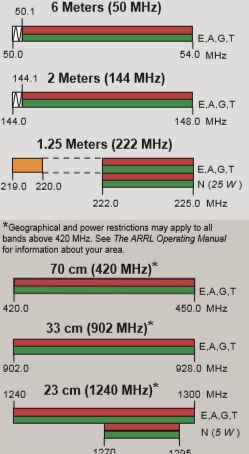 6 Meters (50 MHz)
50.1
E,A,G,T
50.0 54.0 MHz
2 Meters (144 MHz)
144.1
E,A,G,T
144.0 148.0 MHz
1.25 Meters (222 MHz)
E,A,G,T
219.0 220.0 N (25 W)
222.0 225.0 MHz
*Geographical and power restrictions may apply to all
bands above 420 MHz. See The ARRL Operating Manual
for information about your area.
70 cm (420 MHz)*
E,A,G,T
420.0 450.0 MHz
33 cm (902 MHz)*
E,A,G,T
902.0 928.0 MHz
23 cm (1240 MHz)*
1240 1300 MHz
E,A,G,T
N (5 W)
1270 1295